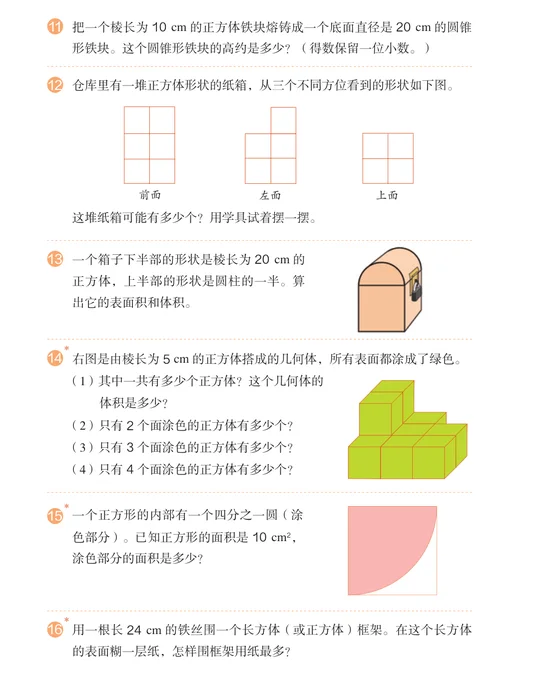 11 把一个棱长为 10 cm 的正方体铁块熔铸成一个底面直径是 20 cm 的圆锥
形铁块。这个圆锥形铁块的高约是多少？（得数保留一位小数。）
12 仓库里有一堆正方体形状的纸箱，从三个不同方位看到的形状如下图。
前面 左面 上面
这堆纸箱可能有多少个？用学具试着摆一摆。
13 一个箱子下半部的形状是棱长为 20 cm 的
正方体，上半部的形状是圆柱的一半。算
出它的表面积和体积。
14* 右图是由棱长为 5 cm 的正方体搭成的几何体，所有表面都涂成了绿色。
（1）其中一共有多少个正方体？这个几何体的
体积是多少？
（2）只有 2 个面涂色的正方体有多少个？
（3）只有 3 个面涂色的正方体有多少个？
（4）只有 4 个面涂色的正方体有多少个？
15* 一个正方形的内部有一个四分之一圆（涂
色部分）。已知正方形的面积是 10 cm²，
涂色部分的面积是多少？
16* 用一根长 24 cm 的铁丝围一个长方体（或正方体）框架。在这个长方体
的表面糊一层纸，怎样围框架用纸最多？